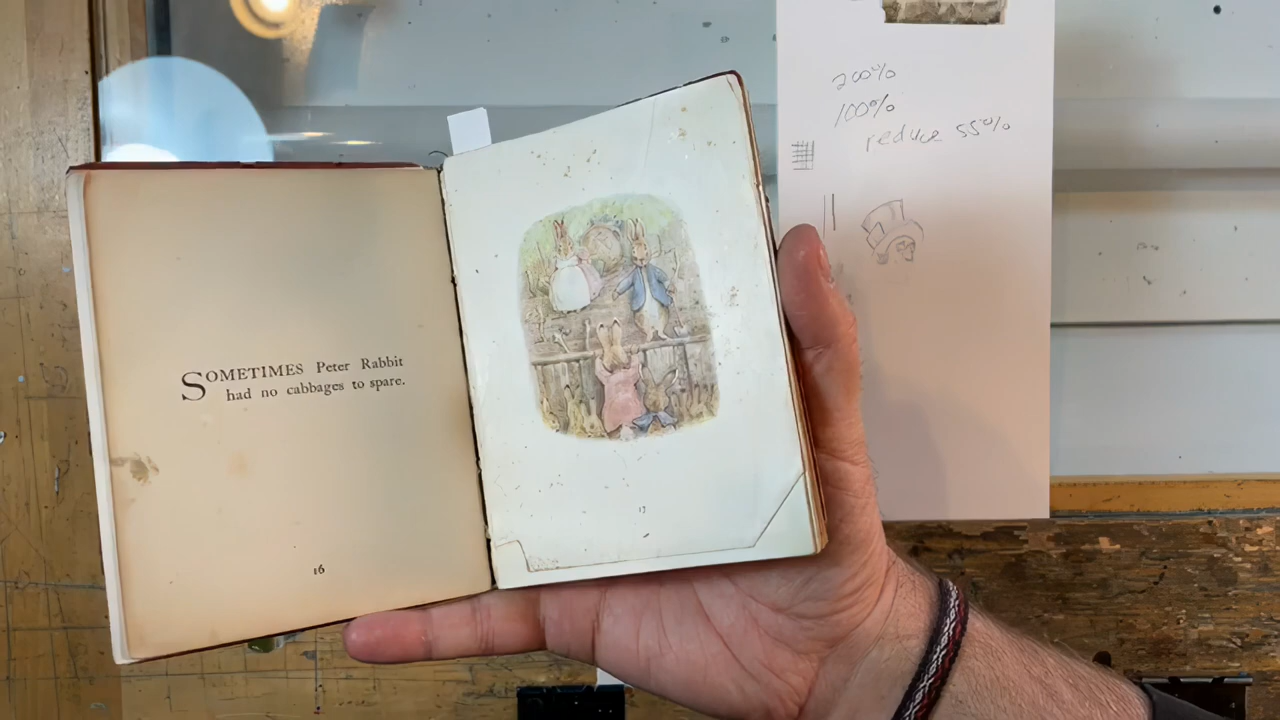 SOMETIMES Peter Rabbit
had no cabbages to spare.
16
17
200%
100%
reduce 55%